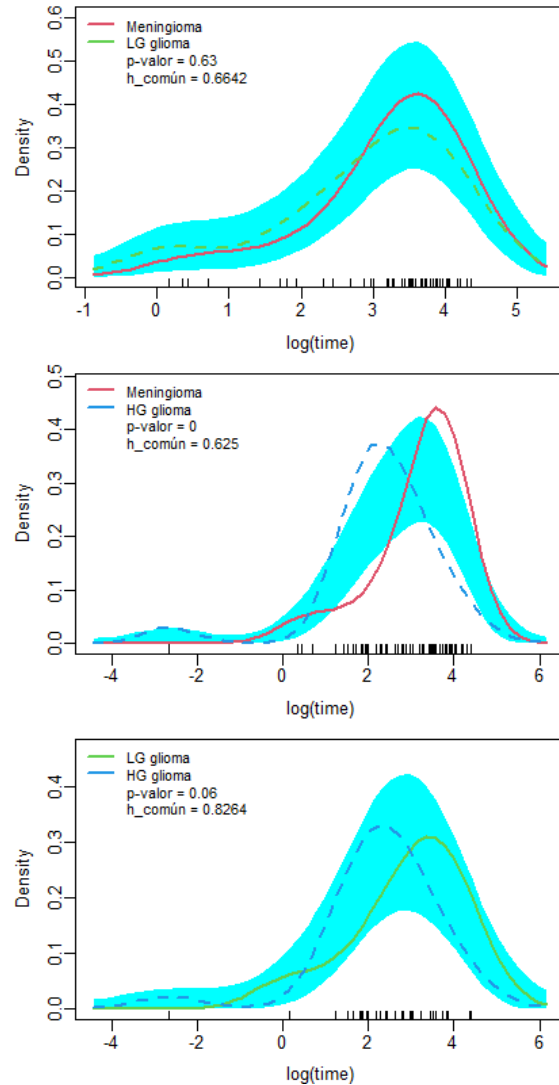 Density
0.0 0.1 0.2 0.3 0.4 0.5 0.6
Meningioma
LG glioma
p-valor = 0.63
h_común = 0.6642
-1 0 1 2 3 4 5
log(time)
Density
0.0 0.1 0.2 0.3 0.4
Meningioma
HG glioma
p-valor = 0
h_común = 0.625
-4 -2 0 2 4 6
log(time)
Density
0.0 0.1 0.2 0.3 0.4
LG glioma
HG glioma
p-valor = 0.06
h_común = 0.8264
-4 -2 0 2 4 6
log(time)